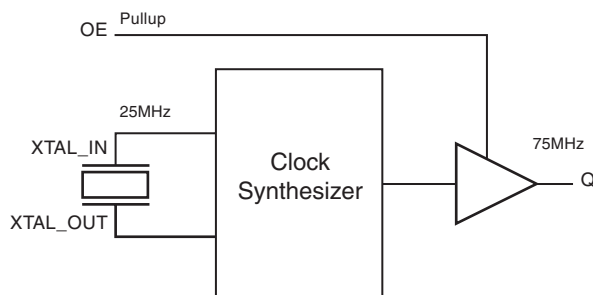 Pullup
OE
25MHz
XTAL_IN
75MHz
Clock
Synthesizer
Q
XTAL_OUT